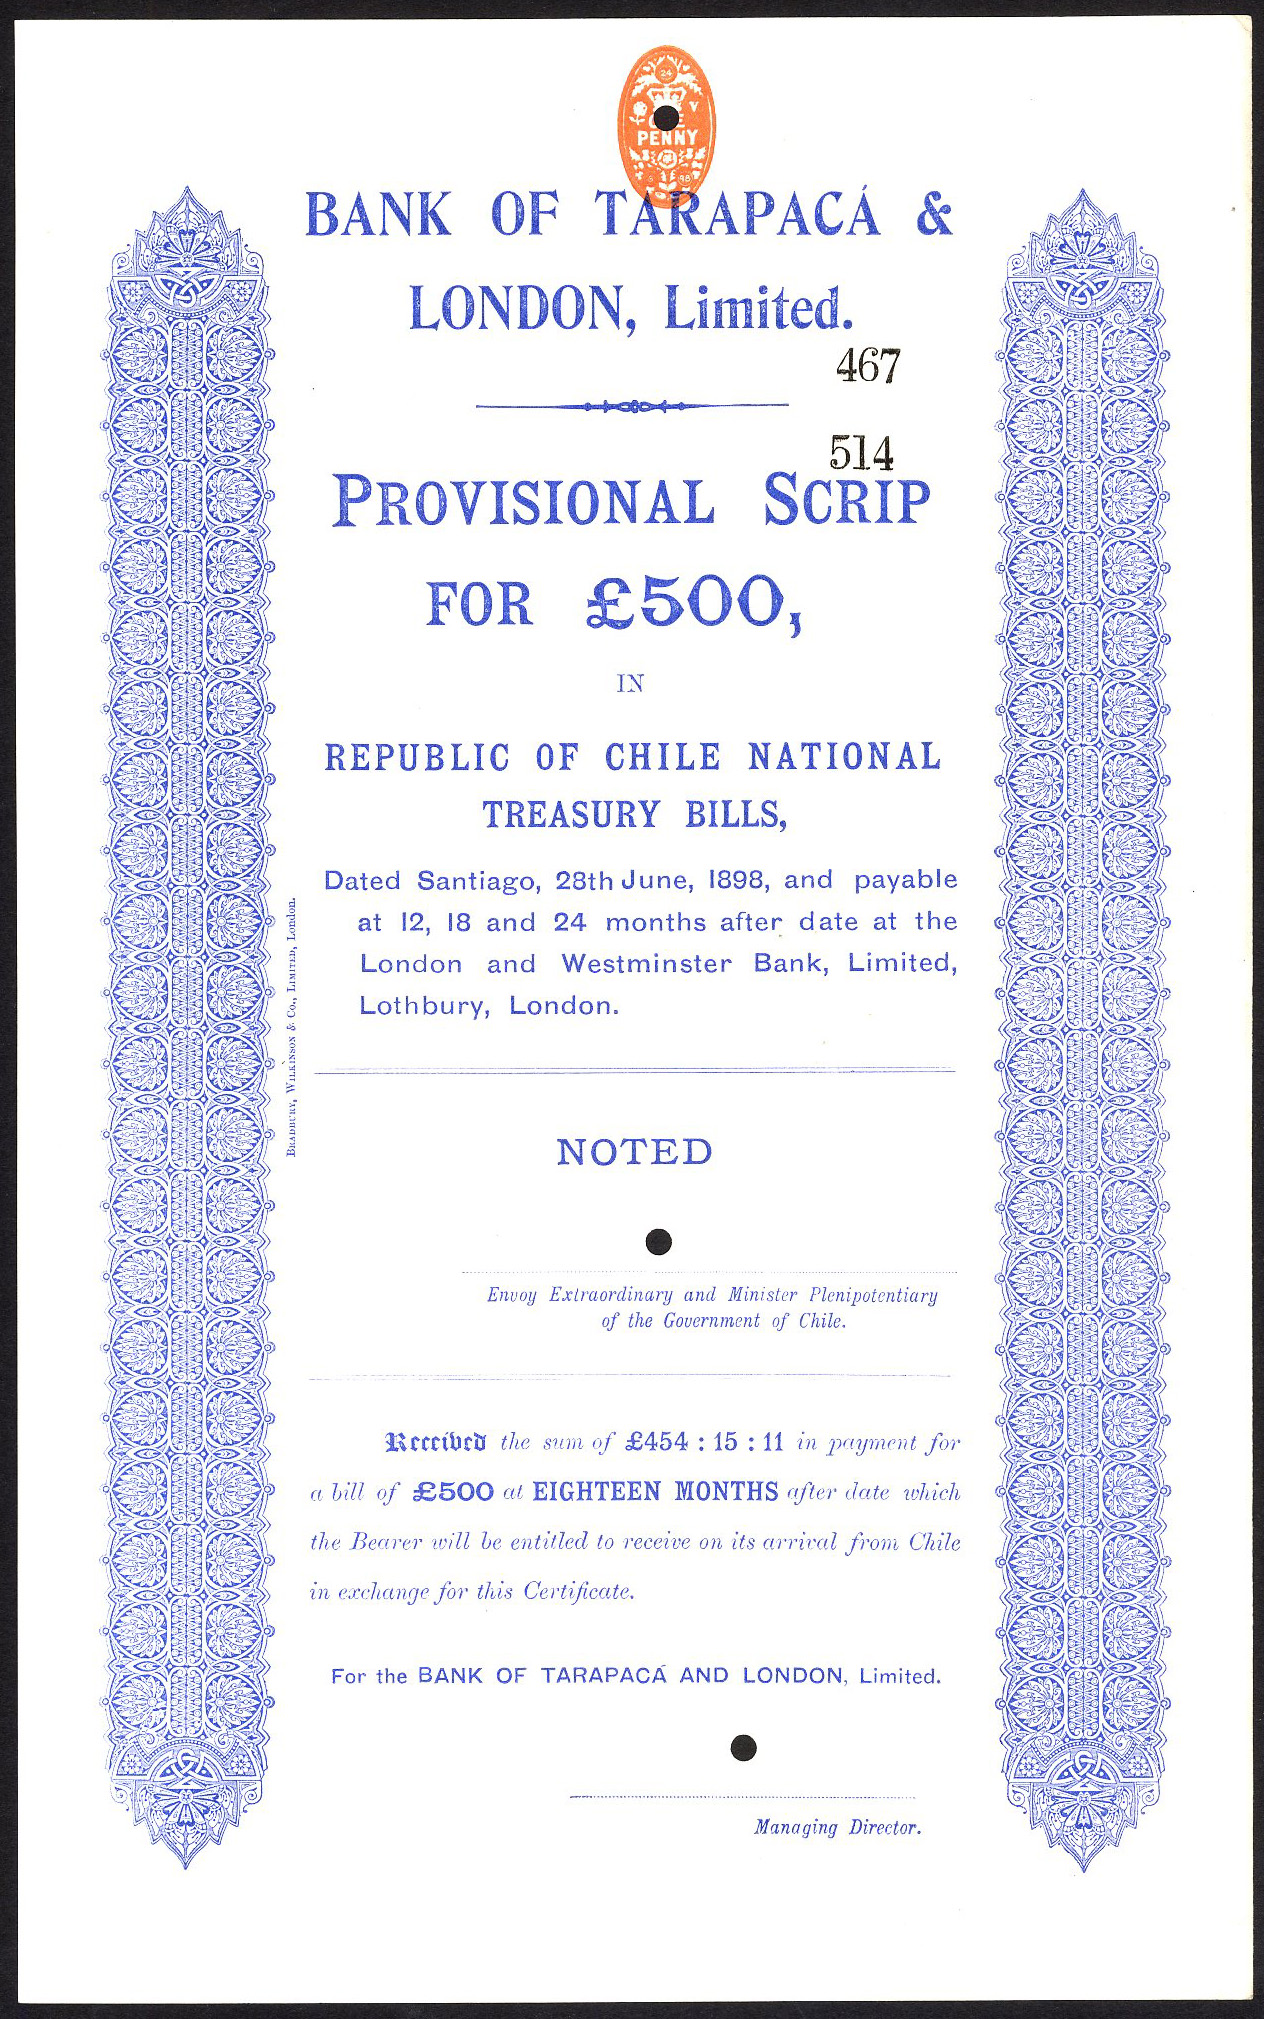 24
V
PENNY
98
BANK OF TARAPACÁ &
LONDON, Limited.
467
514
PROVISIONAL SCRIP
FOR £500,
IN
REPUBLIC OF CHILE NATIONAL
TREASURY BILLS,
Dated Santiago, 28th June, 1898, and payable
at 12, 18 and 24 months after date at the
London and Westminster Bank, Limited,
Lothbury, London.
BRADBURY, WILKINSON & Co., LIMITED, London.
NOTED
Envoy Extraordinary and Minister Plenipotentiary
of the Government of Chile.
Received the sum of £454 : 15 : 11 in payment for
a bill of £500 at EIGHTEEN MONTHS after date which
the Bearer will be entitled to receive on its arrival from Chile
in exchange for this Certificate.
For the BANK OF TARAPACÁ AND LONDON, Limited.
Managing Director.